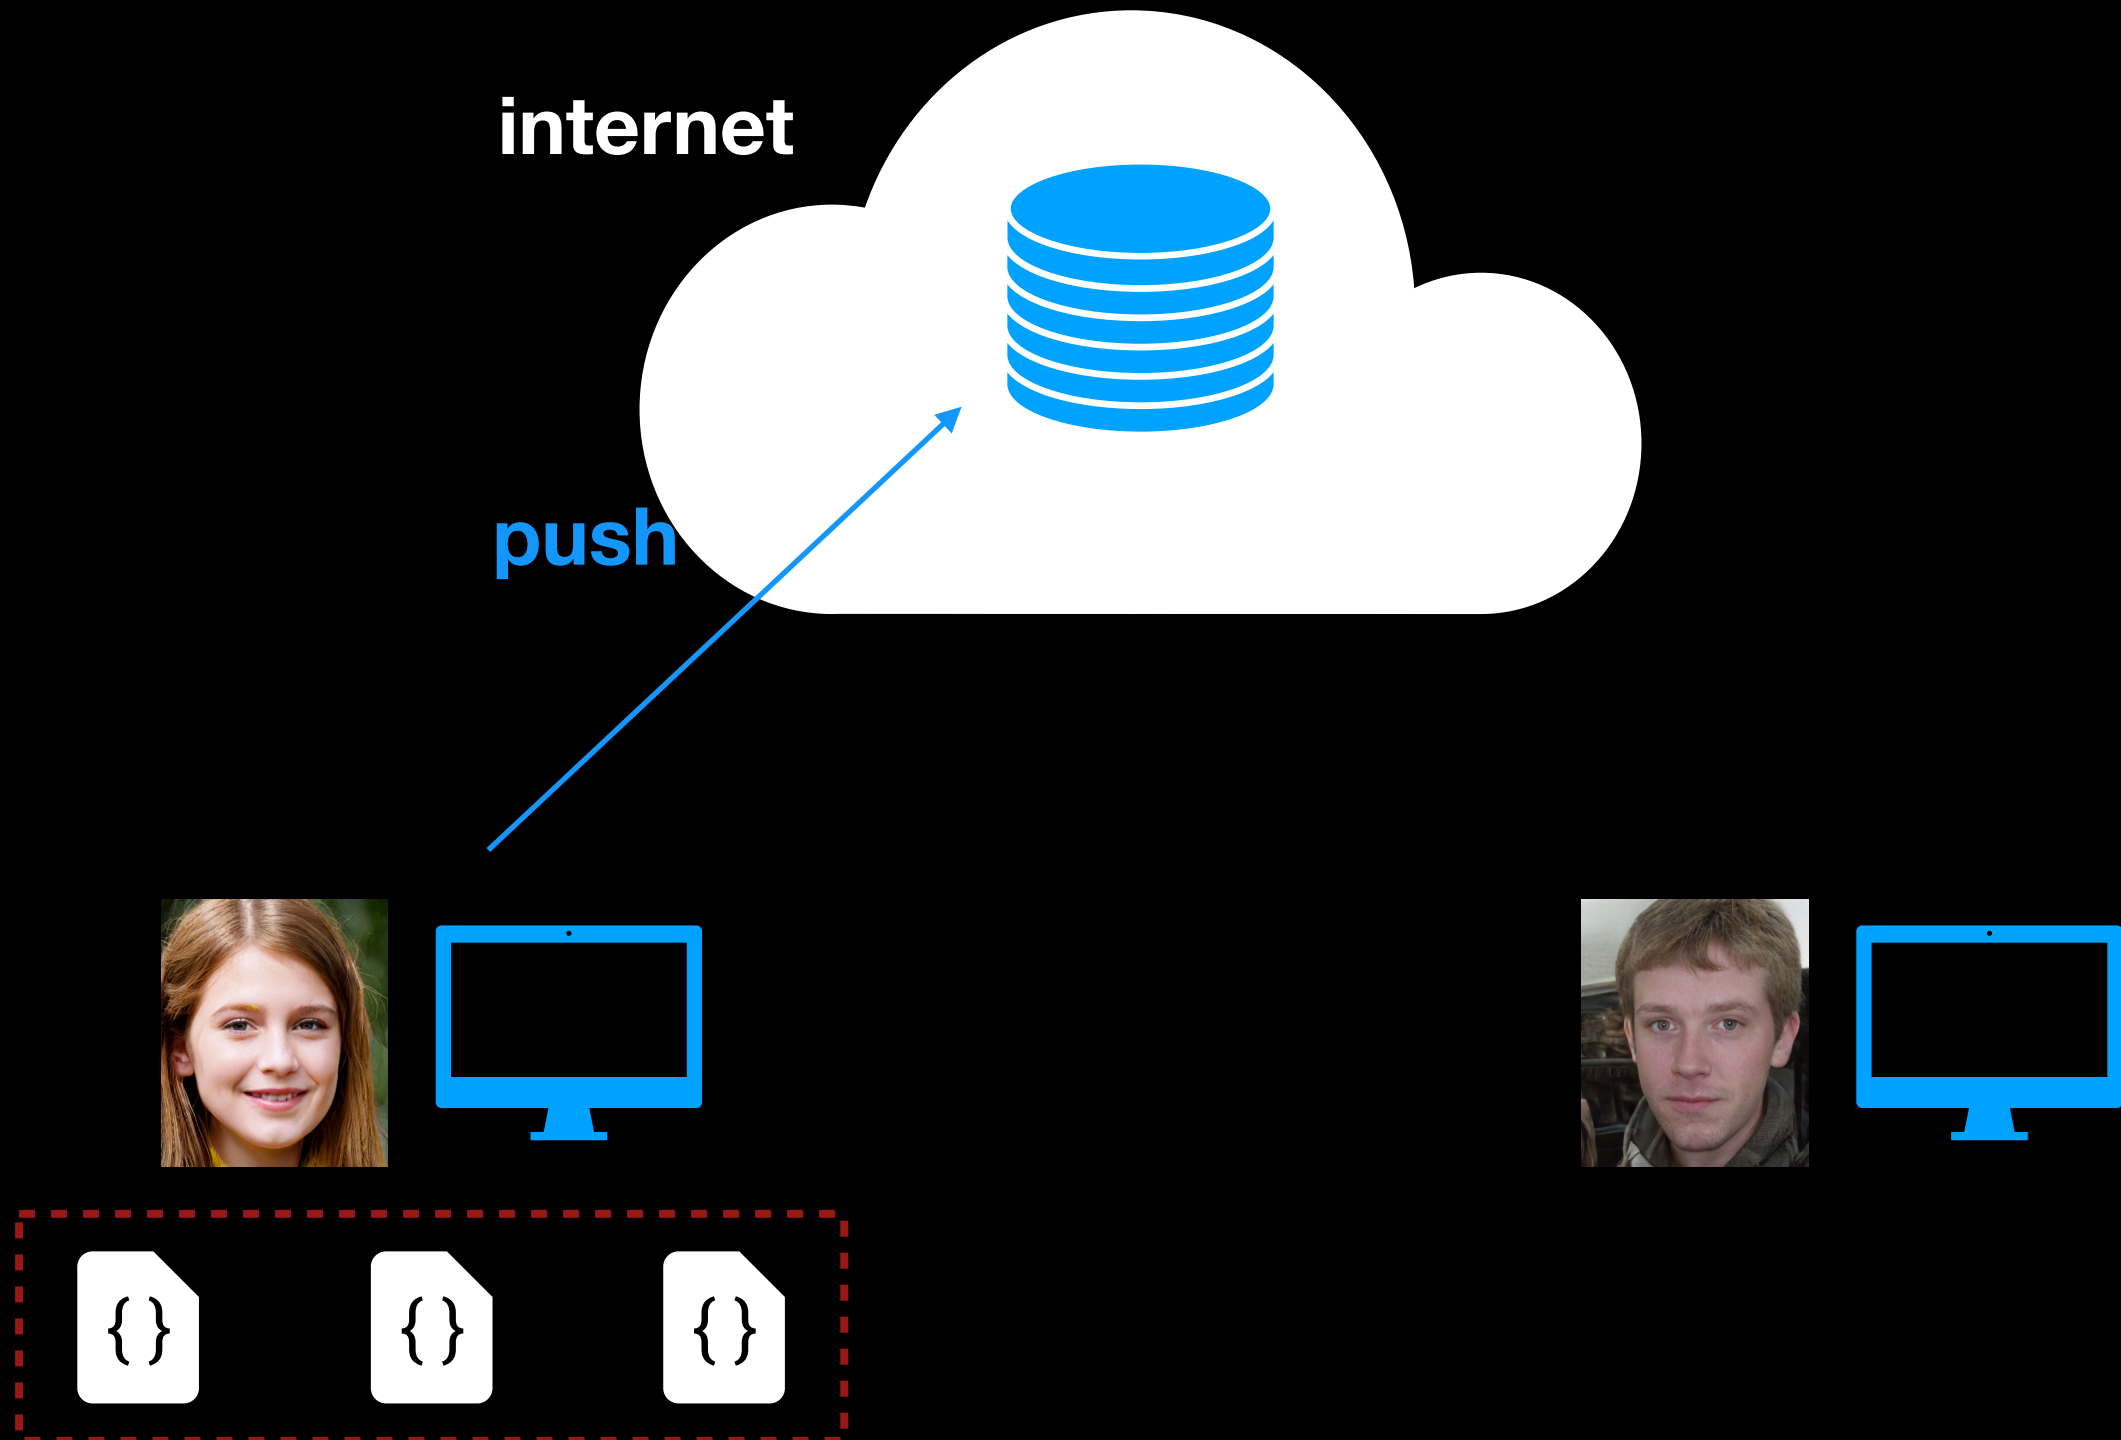 internet
push
{ }
{ }
{ }